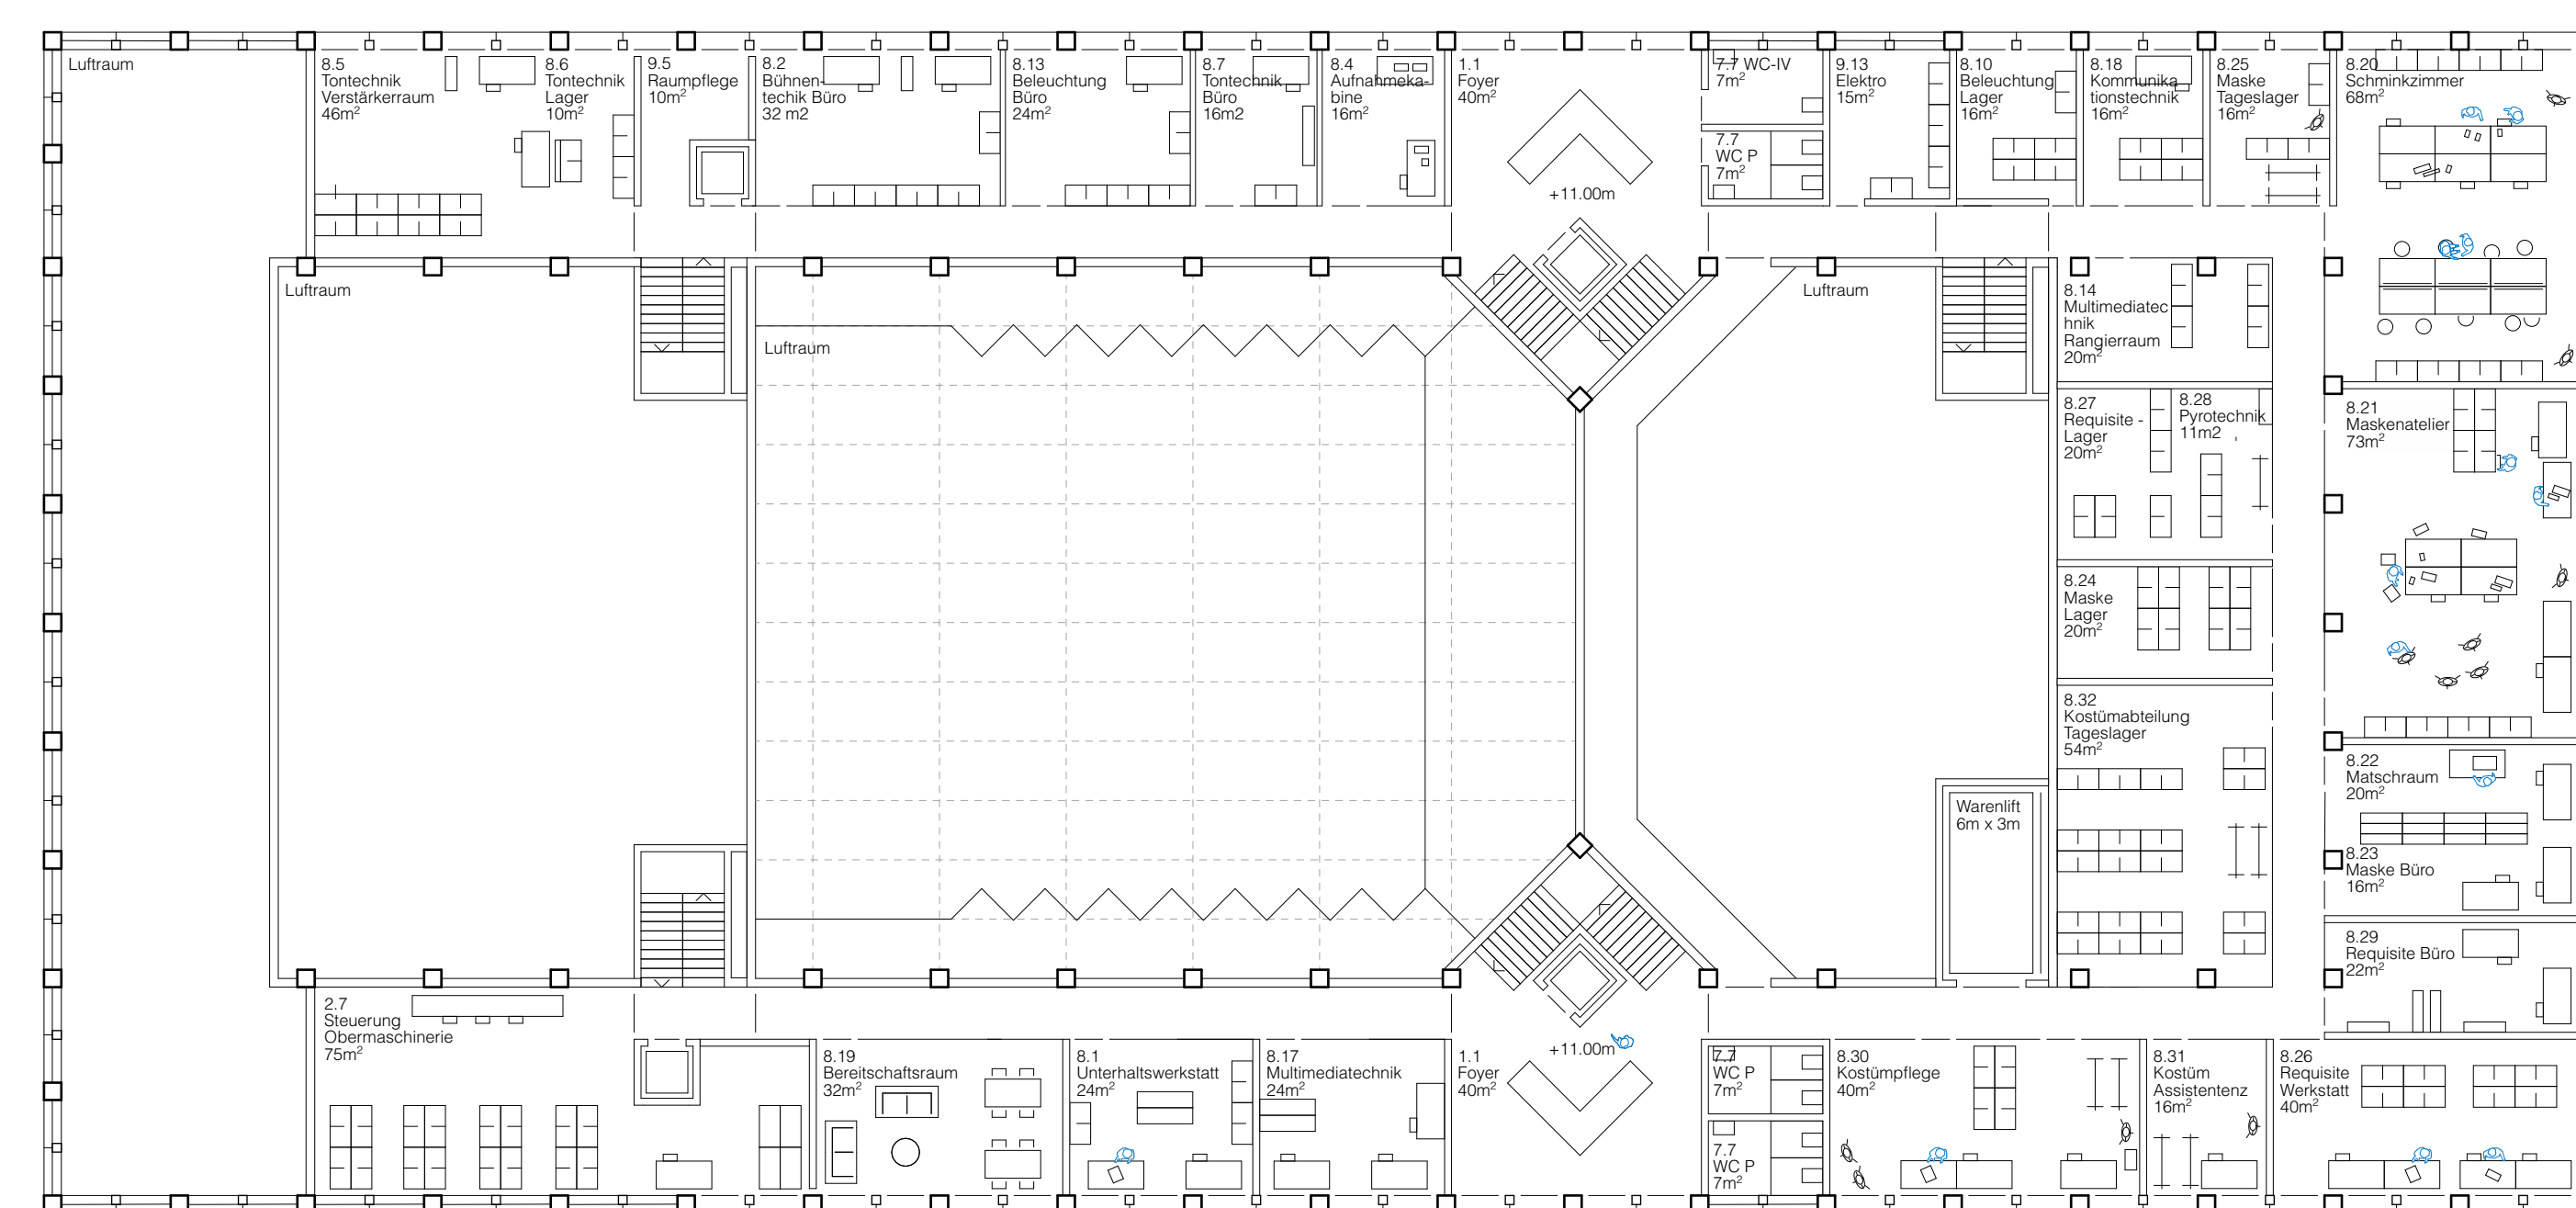 Luftraum
8.5
Tontechnik
Verstärkerraum
46m²
8.6
Tontechnik
Lager
10m²
9.5
Raumpflege
10m²
8.2
Bühnen-
techik Büro
32 m2
8.13
Beleuchtung
Büro
24m²
8.7
Tontechnik
Büro
16m2
8.4
Aufnahmeka-
bine
16m²
1.1
Foyer
40m²
+11.00m
7.7 WC-IV
7m²
7.7
WC P
7m²
9.13
Elektro
15m²
8.10
Beleuchtung
Lager
16m²
8.18
Kommunika
tionstechnik
16m²
8.25
Maske
Tageslager
16m²
8.20
Schminkzimmer
68m²
Luftraum
Luftraum
Luftraum
8.14
Multimediatec
hnik
Rangierraum
20m²
8.27
Requisite -
Lager
20m²
8.28
Pyrotechnik
11m2
8.21
Maskenatelier
73m²
8.24
Maske
Lager
20m²
8.32
Kostümabteilung
Tageslager
54m²
8.22
Matschraum
20m²
Warenlift
6m x 3m
8.23
Maske Büro
16m²
8.29
Requisite Büro
22m²
2.7
Steuerung
Obermaschinerie
75m²
8.19
Bereitschaftsraum
32m²
8.1
Unterhaltswerkstatt
24m²
8.17
Multimediatechnik
24m²
1.1
Foyer
40m²
+11.00m
7.7
WC P
7m²
7.7
WC P
7m²
8.30
Kostümpflege
40m²
8.31
Kostüm
Assistentenz
16m²
8.26
Requisite
Werkstatt
40m²